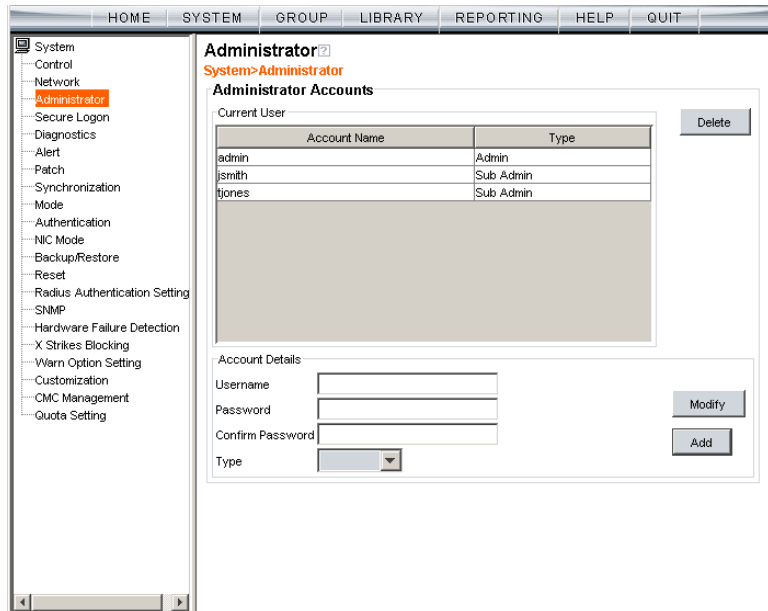 HOME SYSTEM GROUP LIBRARY REPORTING HELP QUIT
System
Control
Network
Administrator
Secure Logon
Diagnostics
Alert
Patch
Synchronization
Mode
Authentication
NIC Mode
Backup/Restore
Reset
Radius Authentication Setting
SNMP
Hardware Failure Detection
X Strikes Blocking
Warn Option Setting
Customization
CMC Management
Quota Setting
Administrator?
System>Administrator
Administrator Accounts
Current User
Account Name Type
admin Admin
jsmith Sub Admin
tjones Sub Admin
Delete
Account Details
Username
Password
Confirm Password
Type
Modify
Add